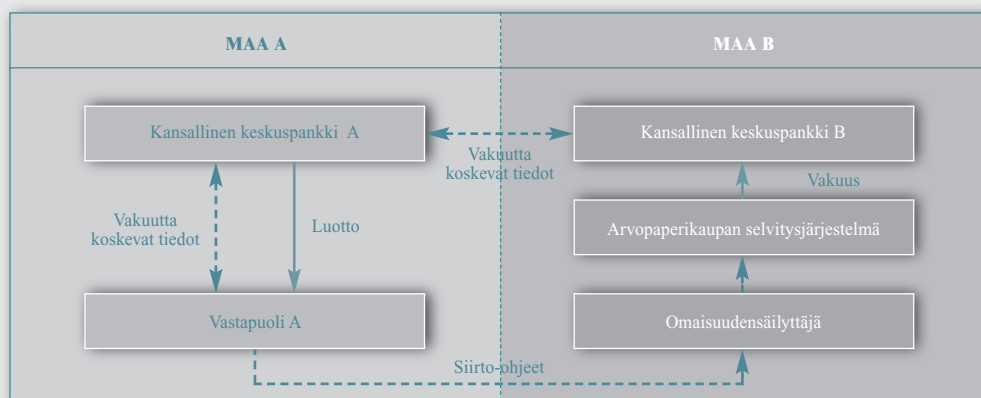 MAA A
MAA B
Kansallinen keskuspankki A
Kansallinen keskuspankki B
Vakuutta
koskevat tiedot
Vakuus
Vakuutta
koskevat tiedot
Luotto
Arvopaperikaupan selvitysjärjestelmä
Vastapuoli A
Omaisuudensäilyttäjä
Siirto-ohjeet